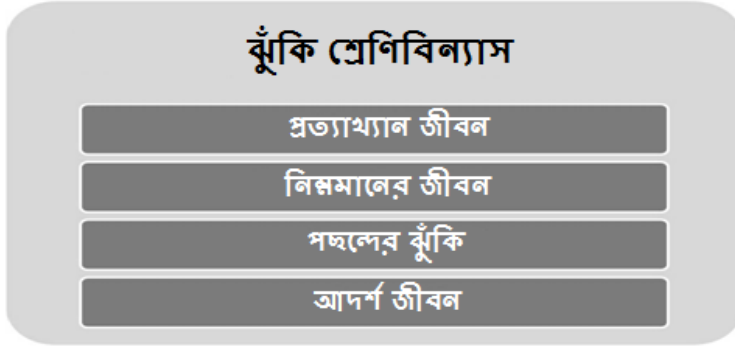 ঝুঁকি শ্রেণিবিন্যাস
প্রত্যাখ্যান জীবন
নিম্নমানের জীবন
পছন্দের ঝুঁকি
আদর্শ জীবন